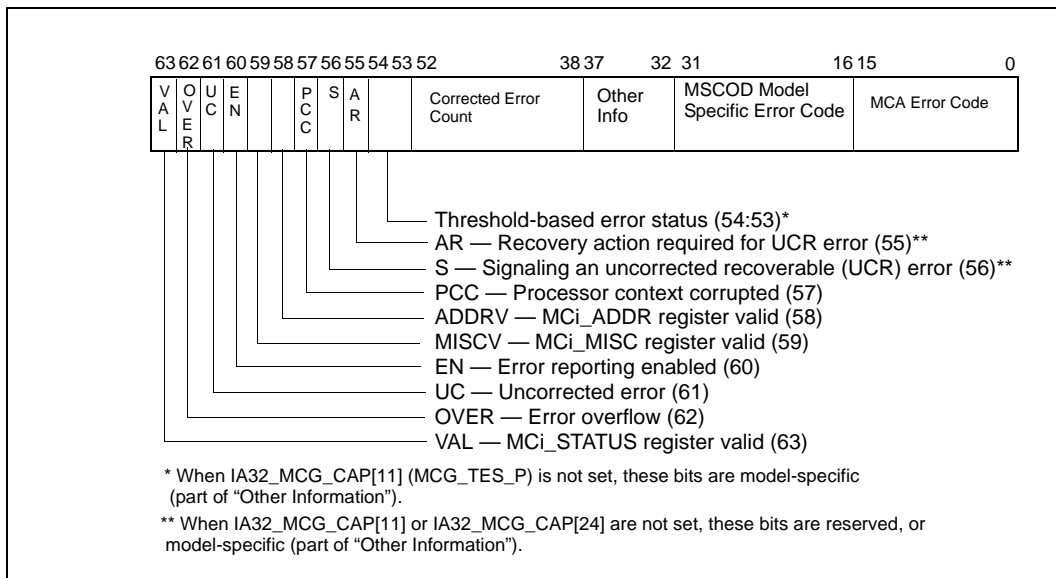 63 62 61 60 59 58 57 56 55 54 53 52 38 37 32 31 16 15 0
VAL
OVER
UC
EN
PCC
S
AR
Corrected Error
Count
Other
Info
MSCOD Model
Specific Error Code
MCA Error Code
Threshold-based error status (54:53)*
AR — Recovery action required for UCR error (55)**
S — Signaling an uncorrected recoverable (UCR) error (56)**
PCC — Processor context corrupted (57)
ADDRV — MCi_ADDR register valid (58)
MISCV — MCi_MISC register valid (59)
EN — Error reporting enabled (60)
UC — Uncorrected error (61)
OVER — Error overflow (62)
VAL — MCi_STATUS register valid (63)
* When IA32_MCG_CAP[11] (MCG_TES_P) is not set, these bits are model-specific
(part of “Other Information”).
** When IA32_MCG_CAP[11] or IA32_MCG_CAP[24] are not set, these bits are reserved, or
model-specific (part of “Other Information”).